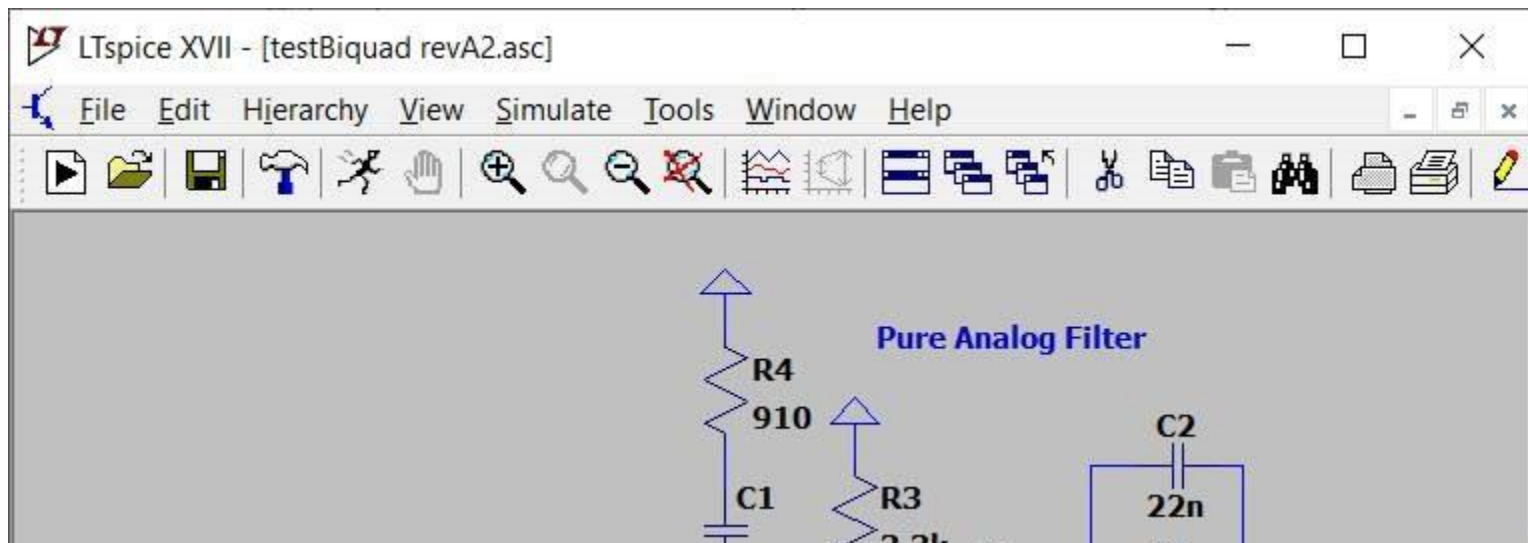 LTspice XVII - [testBiquad revA2.asc]
File Edit Hierarchy View Simulate Tools Window Help
Pure Analog Filter
R4
910
C2
C1
R3
22n